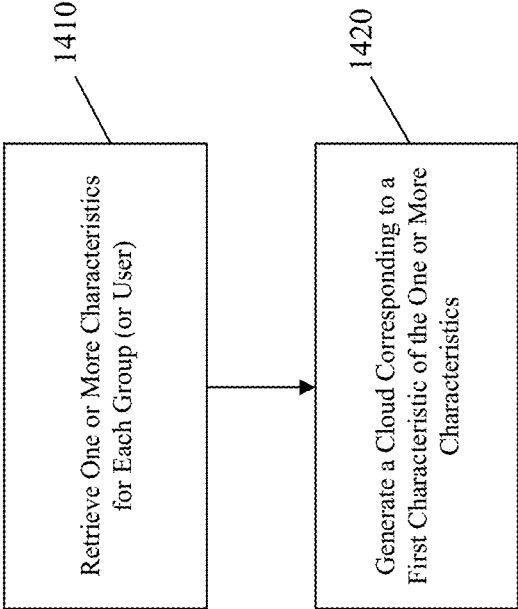 1410
Retrieve One or More Characteristics
for Each Group (or User)
1420
Generate a Cloud Corresponding to a
First Characteristic of the One or More
Characteristics